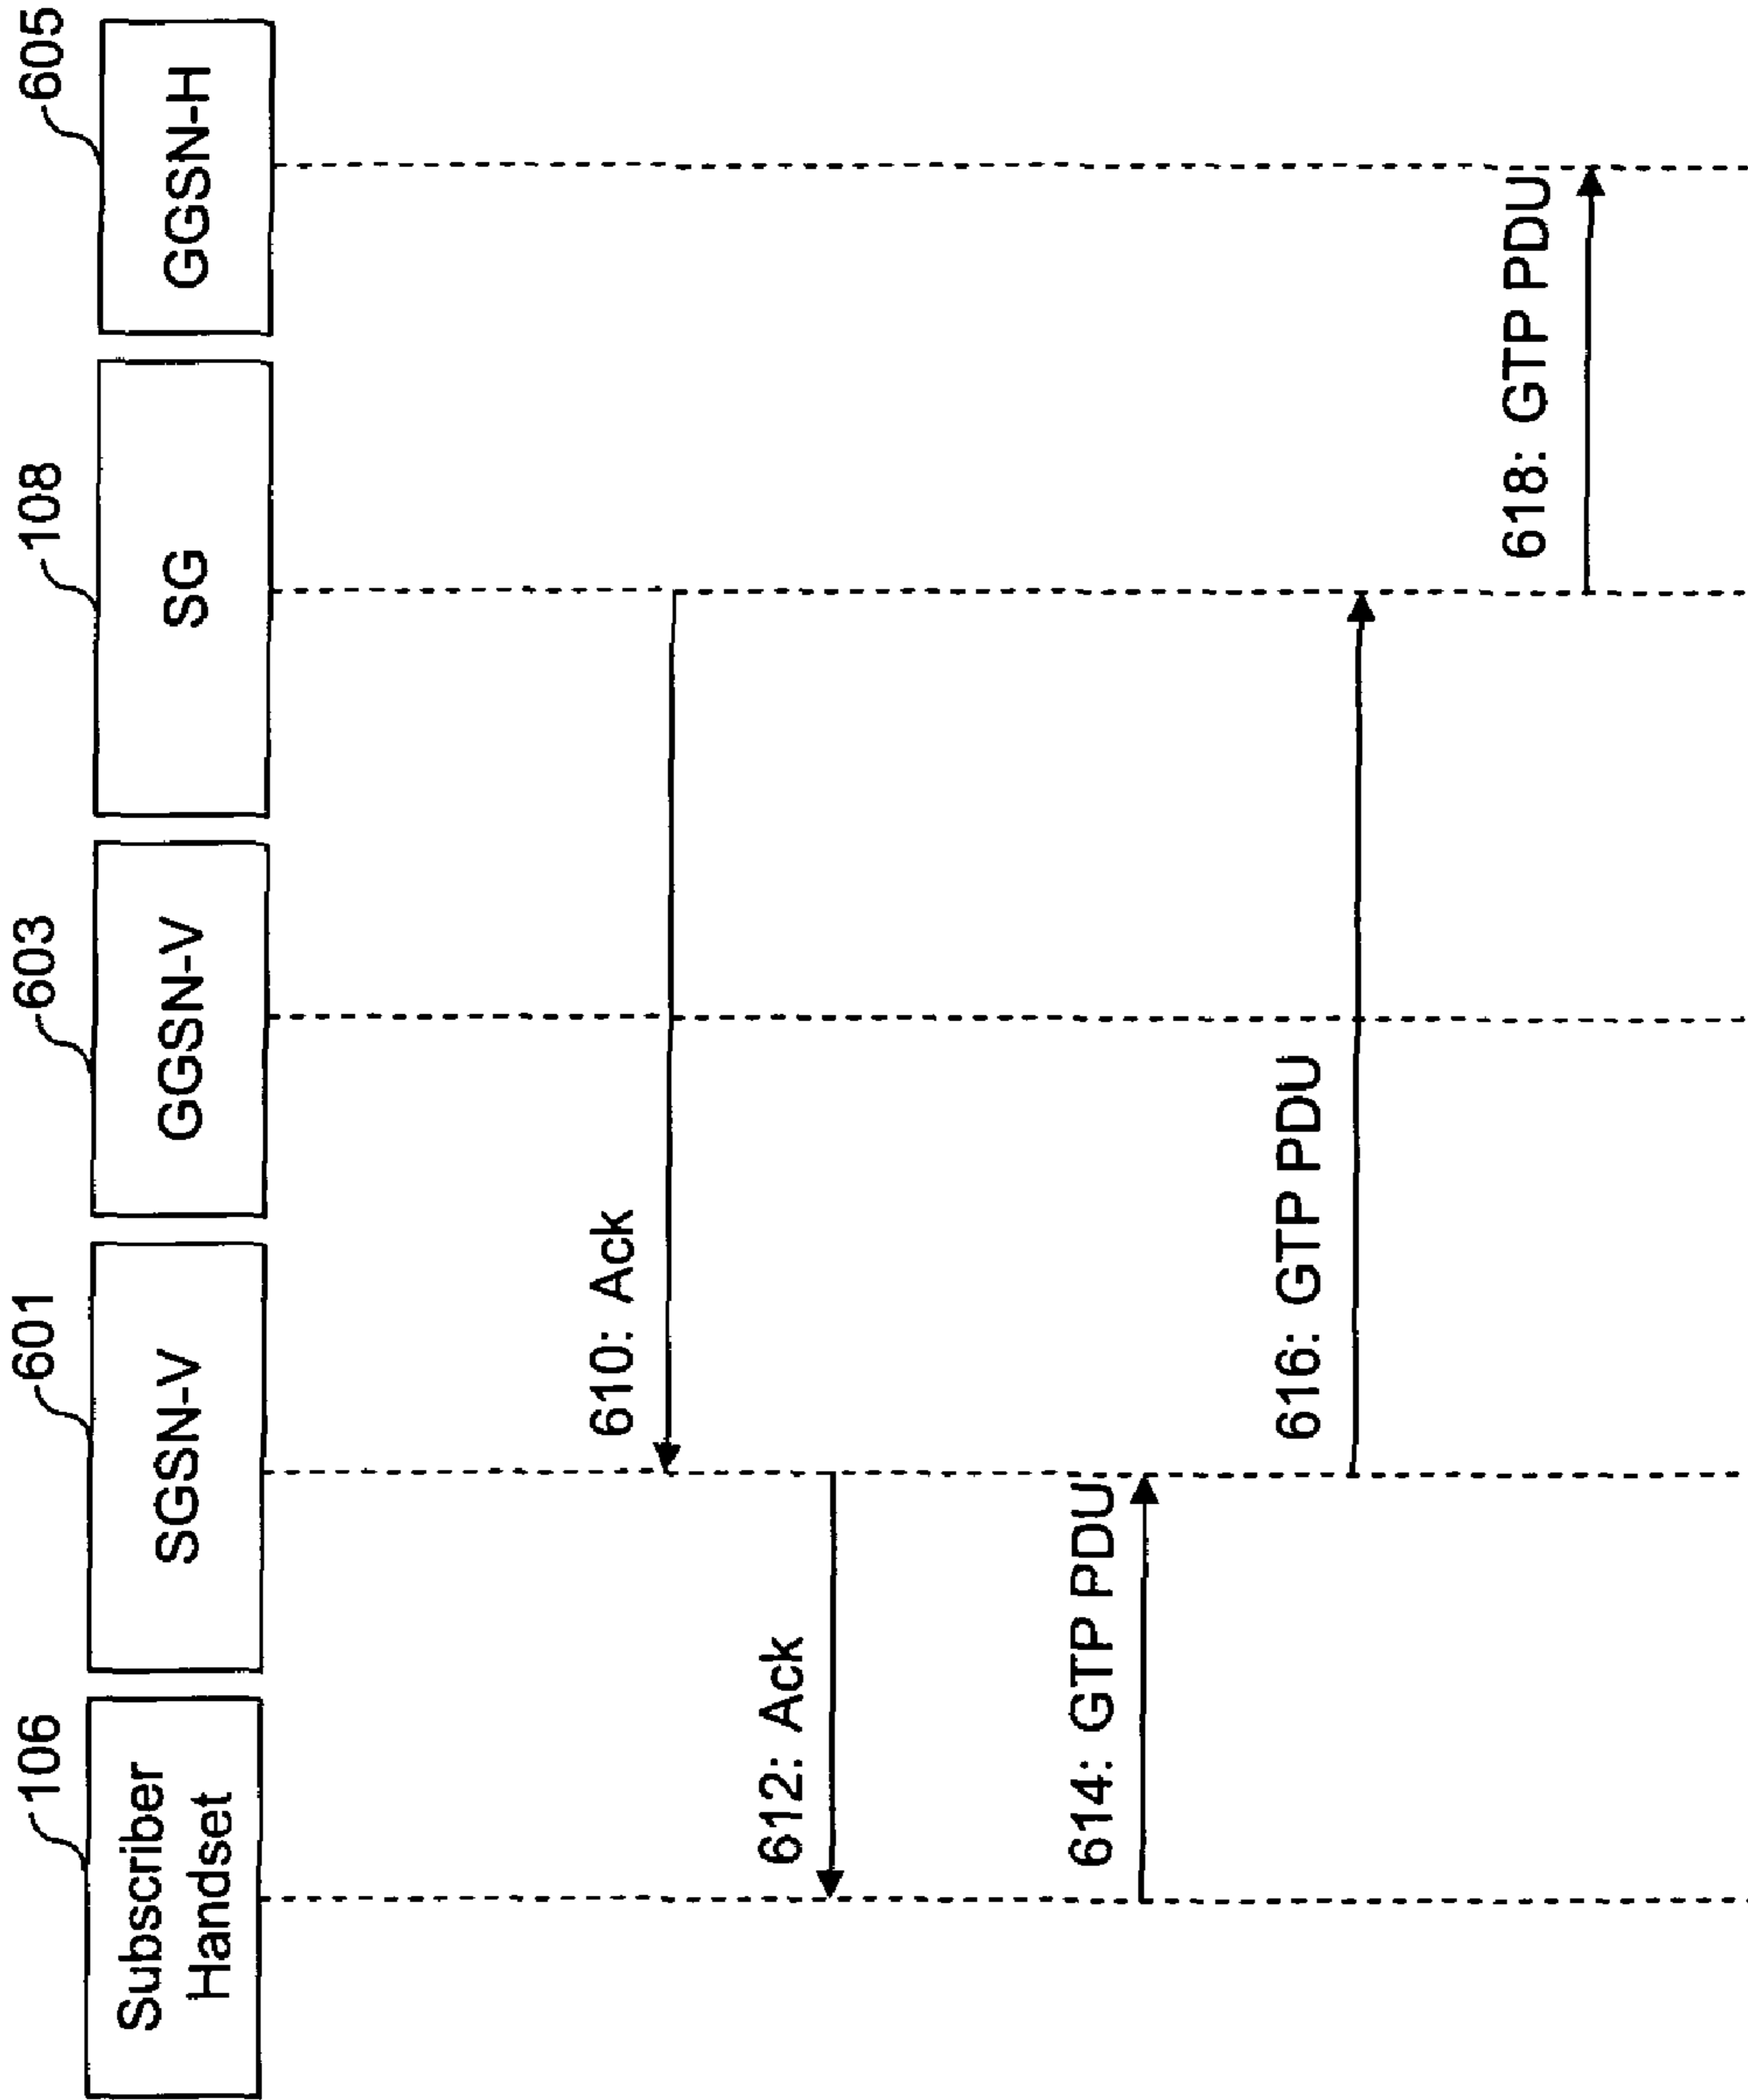 106
601
603
108
605
Subscriber
Handset
SGSN-V
GGSN-V
SG
GGSN-H
610: Ack
612: Ack
614: GTP PDU
616: GTP PDU
618: GTP PDU